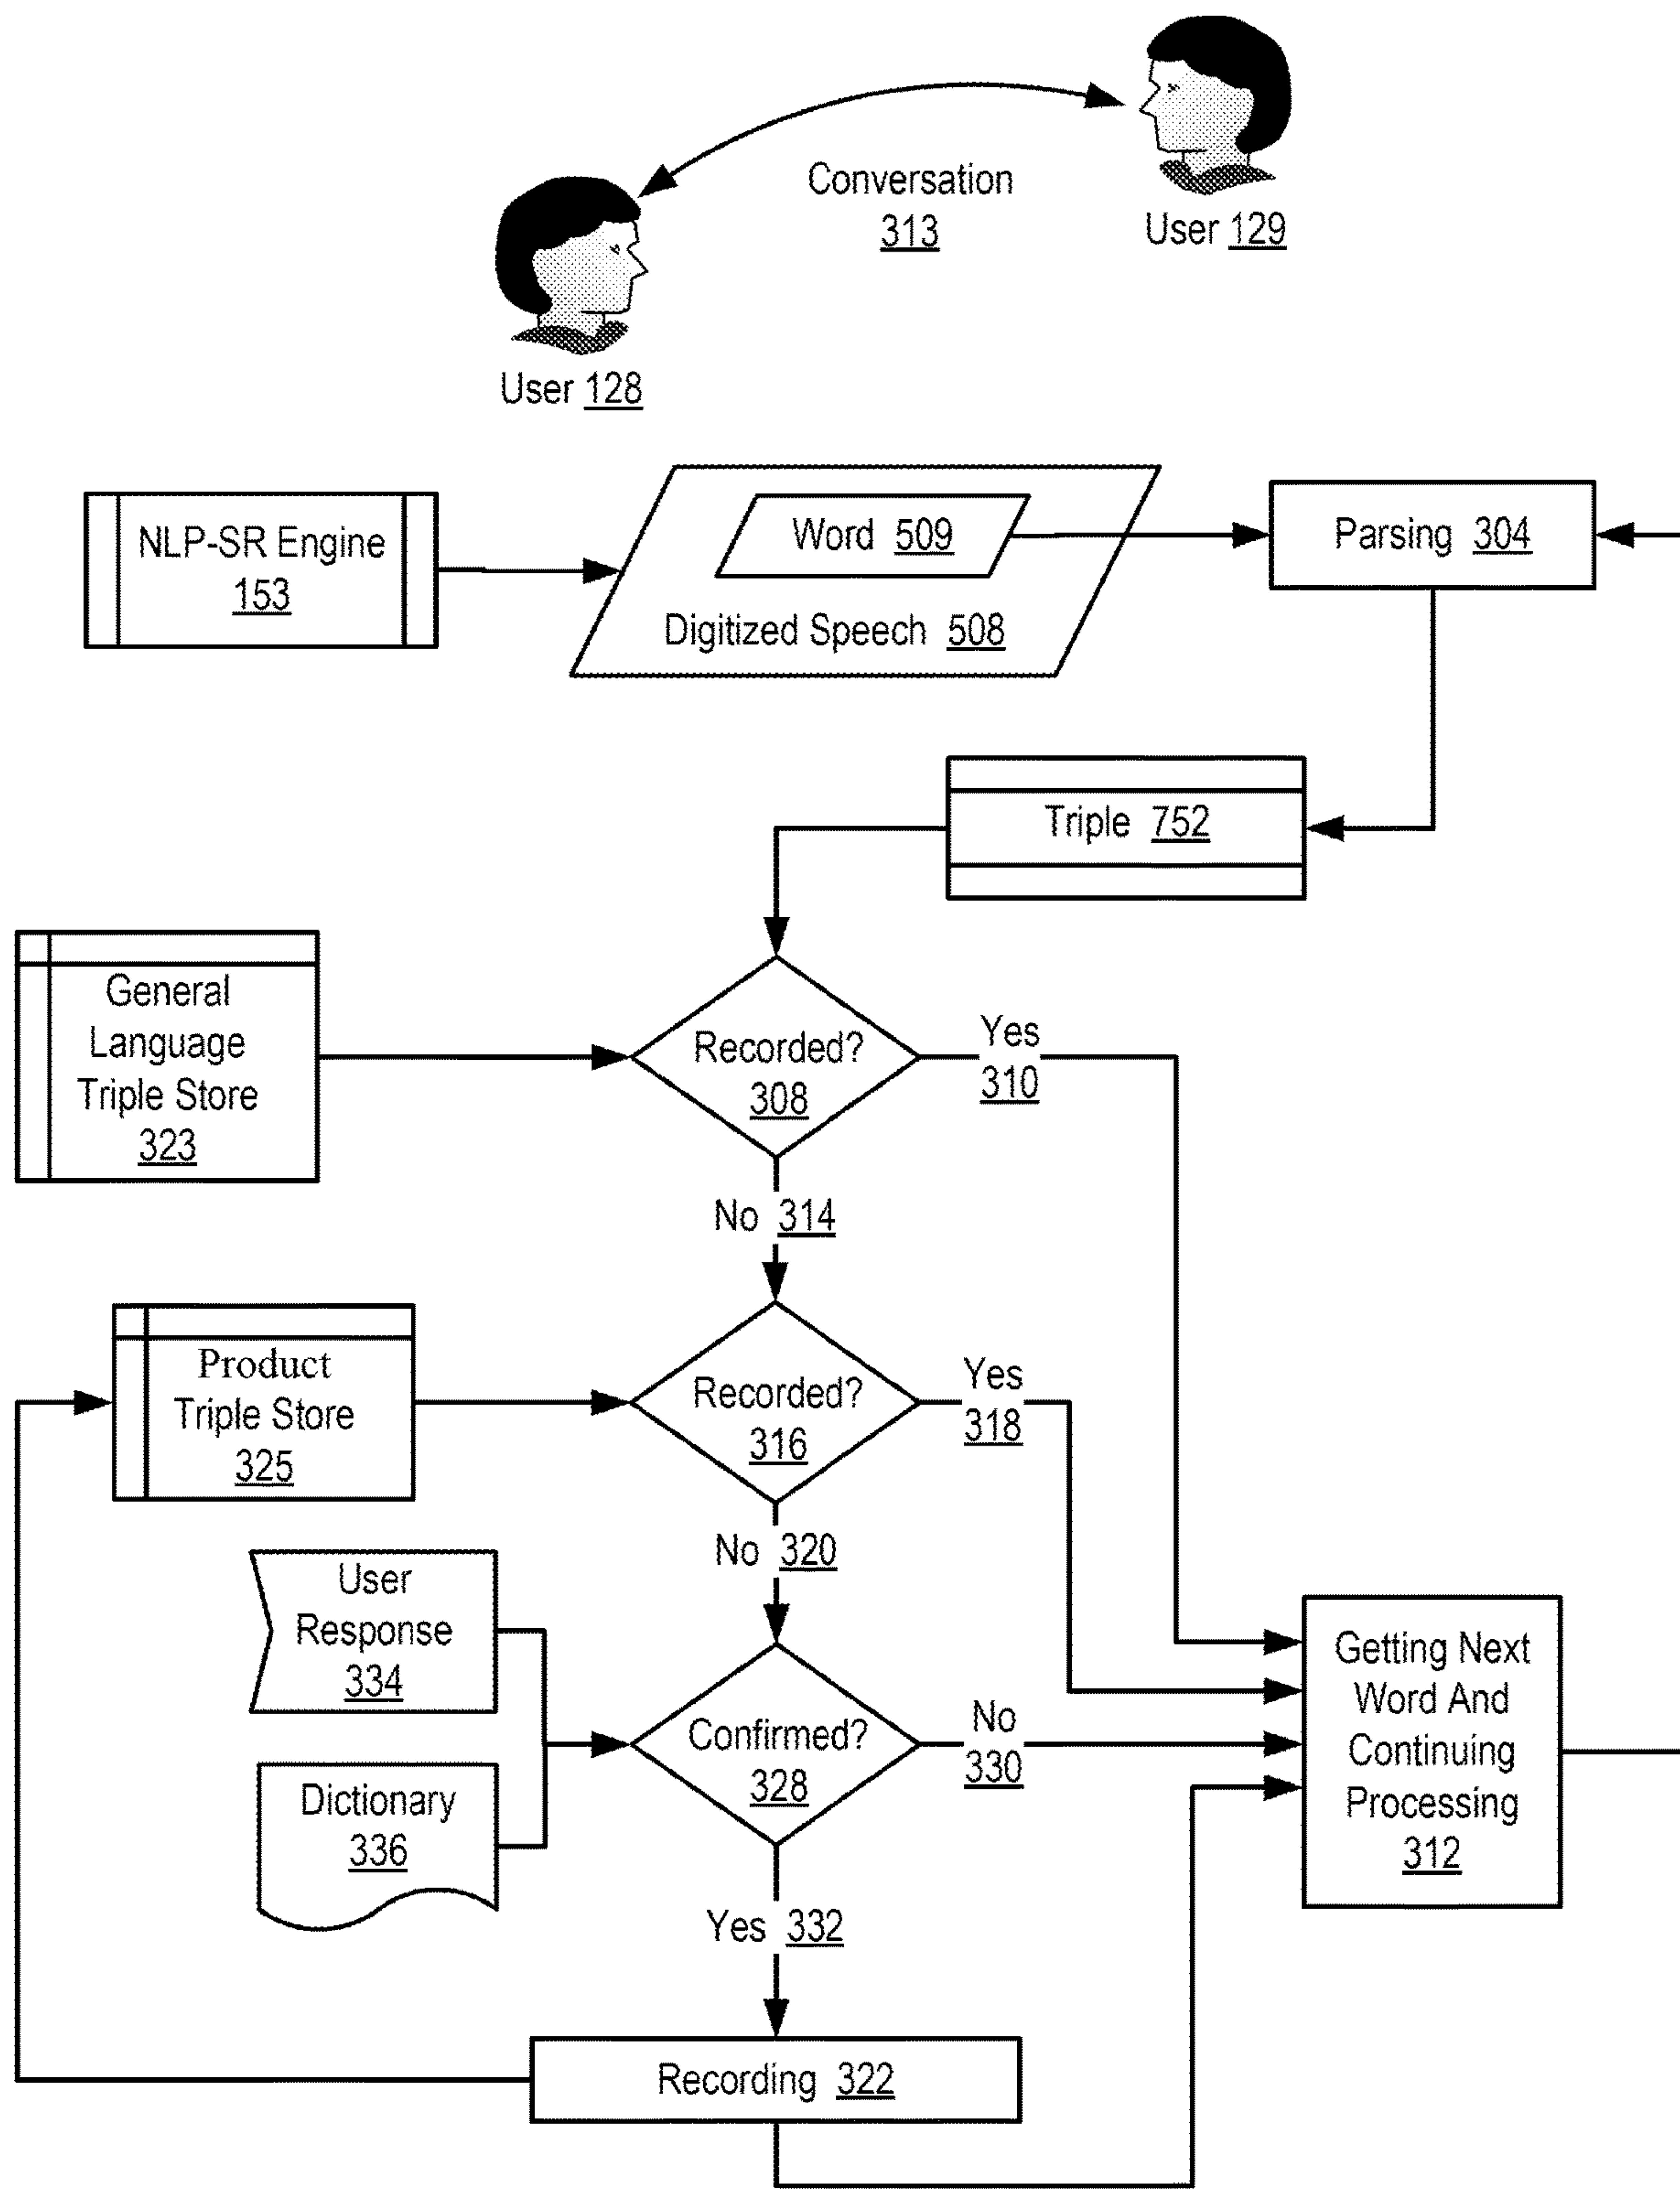 Conversation
313
User 129
User 128
NLP-SR Engine
153
Word 509
Digitized Speech 508
Parsing 304
Triple 752
General
Language
Triple Store
323
Recorded?
308
Yes
310
No 314
Product
Triple Store
325
Recorded?
316
Yes
318
No 320
User
Response
334
Dictionary
336
Confirmed?
328
No
330
Getting Next
Word And
Continuing
Processing
312
Yes 332
Recording 322